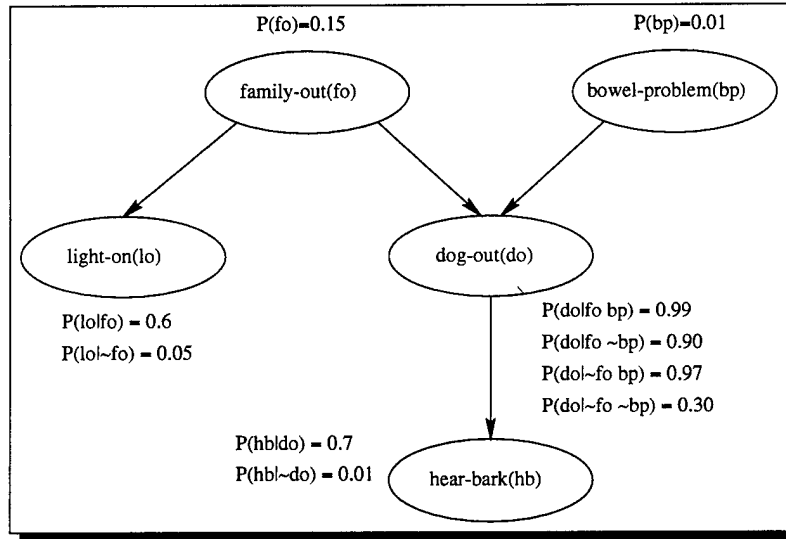 P(fo)=0.15
P(bp)=0.01
family-out(fo)
bowel-problem(bp)
light-on(lo)
dog-out(do)
P(lo|fo) = 0.6
P(lo|~fo) = 0.05
P(do|fo bp) = 0.99
P(do|fo ~bp) = 0.90
P(do|~fo bp) = 0.97
P(do|~fo ~bp) = 0.30
P(hb|do) = 0.7
P(hb|~do) = 0.01
hear-bark(hb)